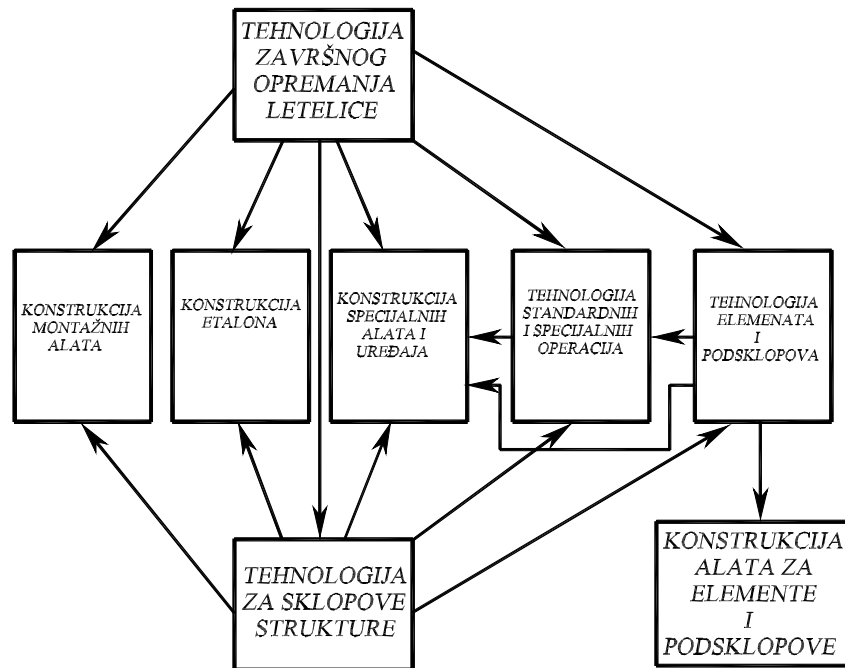 TEHNOLOGIJA
ZAVRŠNOG
OPREMANJA
LETELICE
KONSTRUKCIJA
MONTAŽNIH
ALATA
KONSTRUKCIJA
ETALONA
KONSTRUKCIJA
SPECIJALNIH
ALATA I
UREĐAJA
TEHNOLOGIJA
STANDARDNIH
I SPECIJALNIH
OPERACIJA
TEHNOLOGIJA
ELEMENATA
I
PODSKLOPOVA
TEHNOLOGIJA
ZA SKLOPOVE
STRUKTURE
KONSTRUKCIJA
ALATA ZA
ELEMENTE
I
PODSKLOPOVE